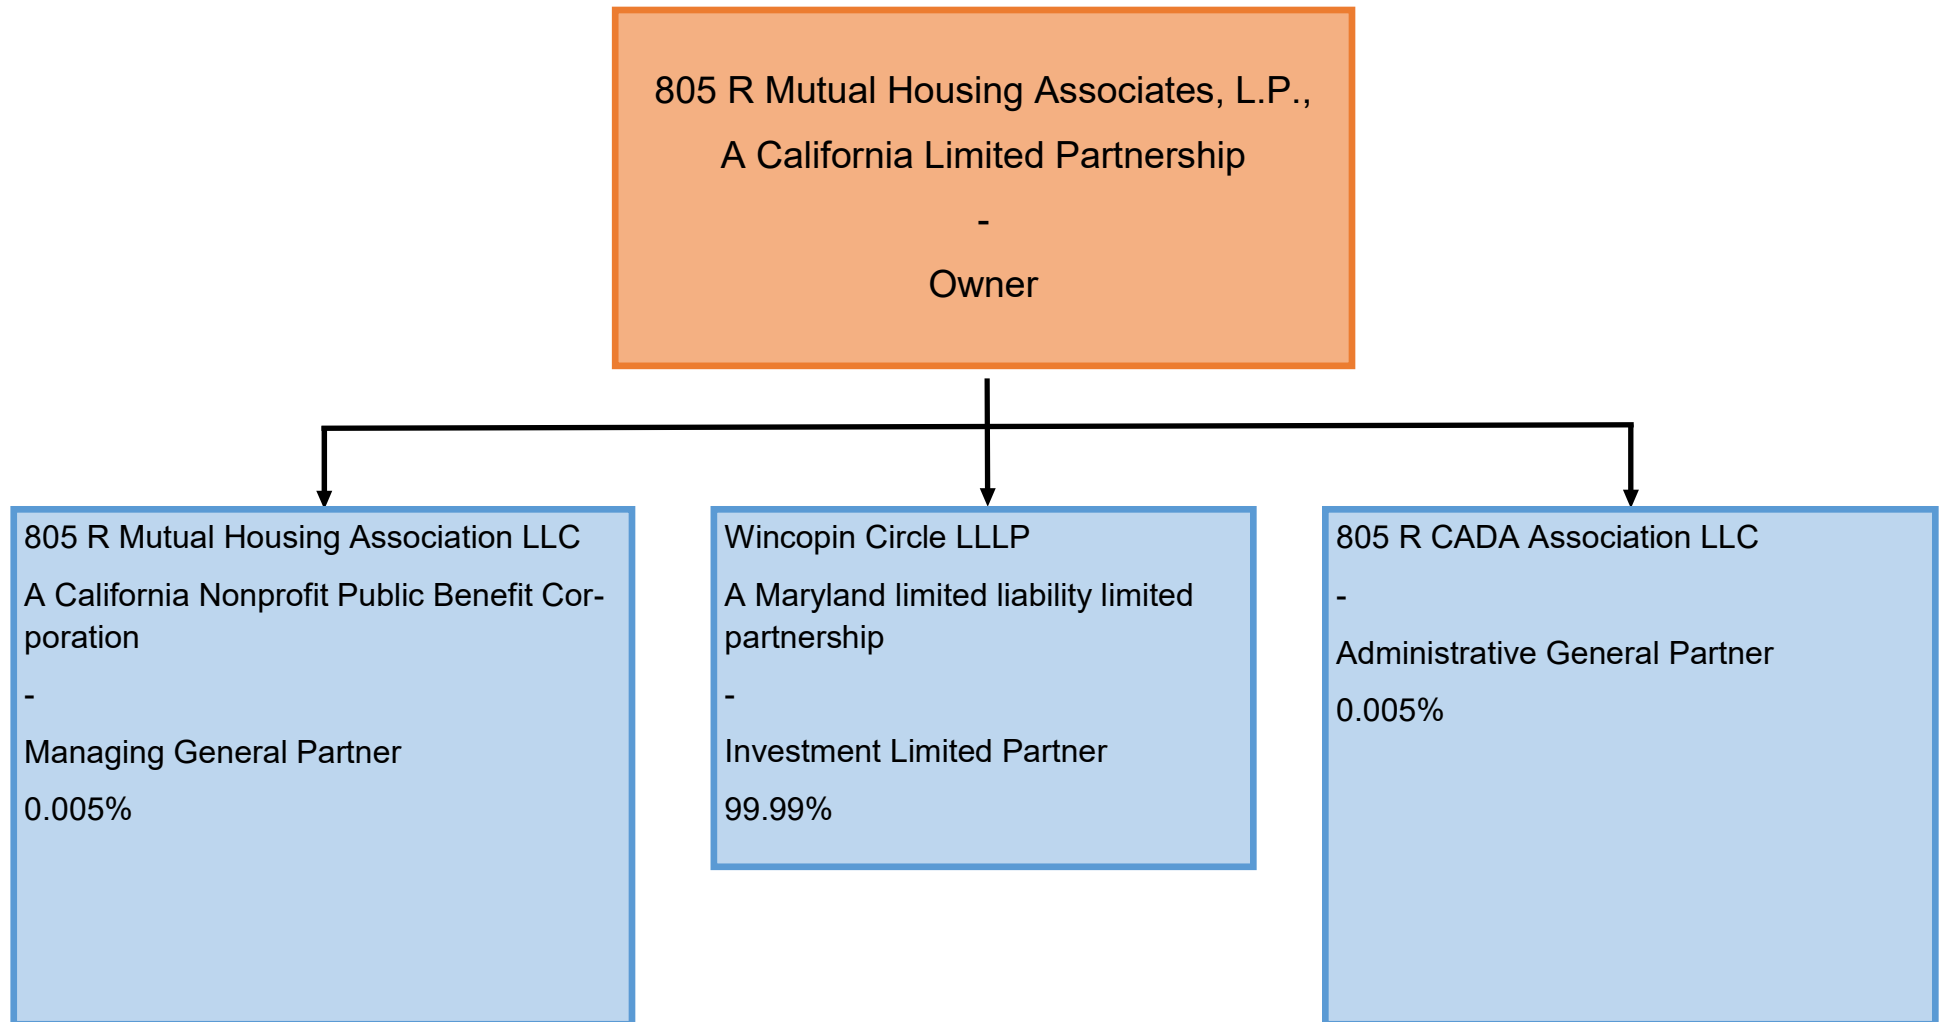 805 R Mutual Housing Associates, L.P.,
A California Limited Partnership
-
Owner
805 R Mutual Housing Association LLC
A California Nonprofit Public Benefit Cor-
poration
-
Managing General Partner
0.005%
Wincopin Circle LLLP
A Maryland limited liability limited
partnership
-
Investment Limited Partner
99.99%
805 R CADA Association LLC
-
Administrative General Partner
0.005%